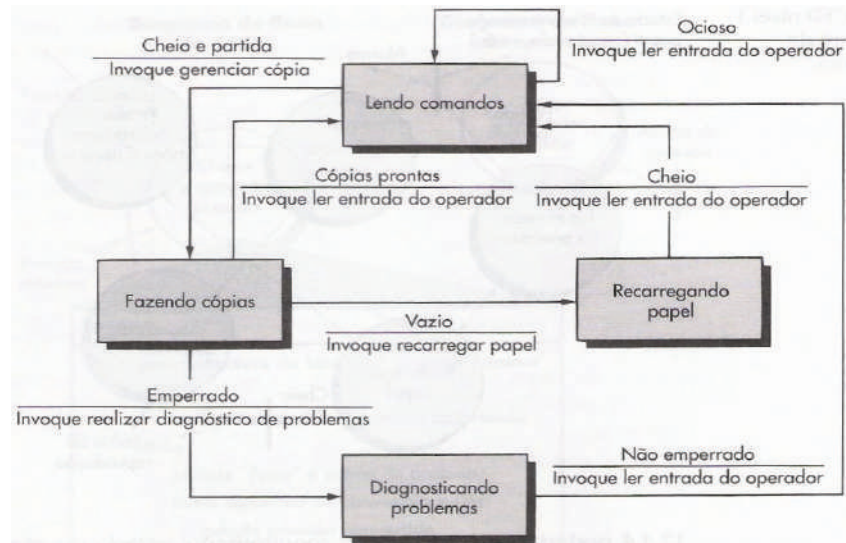 Ociosa
Invoque ler entrada do operador
Cheio e partida
Invoque gerenciar cópia
Lendo comandos
Cópias prontas
Invoque ler entrada do operador
Cheio
Invoque ler entrada do operador
Fazendo cópias
Recarregando
papel
Vazio
Invoque recarregar papel
Emperrado
Invoque realizar diagnóstico de problemas
Não emperrado
Invoque ler entrada do operador
Diagnosticando
problemas